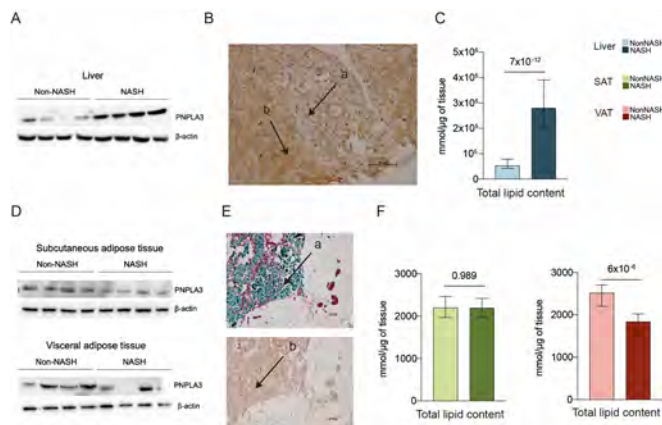 A
Liver
Non-NASH NASH
PNPLA3
β-actin
B
a
b
C
mmol/µg of tissue
5x10⁶
4x10⁶
3x10⁶
2x10⁶
10⁶
0
7x10⁻¹²
Total lipid content
Liver NonNASH
NASH
SAT NonNASH
NASH
VAT NonNASH
NASH
D
Subcutaneous adipose tissue
Non-NASH NASH
PNPLA3
β-actin
Visceral adipose tissue
Non-NASH NASH
PNPLA3
β-actin
E
a
b
F
mmol/µg of tissue
3000
2000
1000
0
0.989
Total lipid content
mmol/µg of tissue
3000
2000
1000
0
Total lipid content